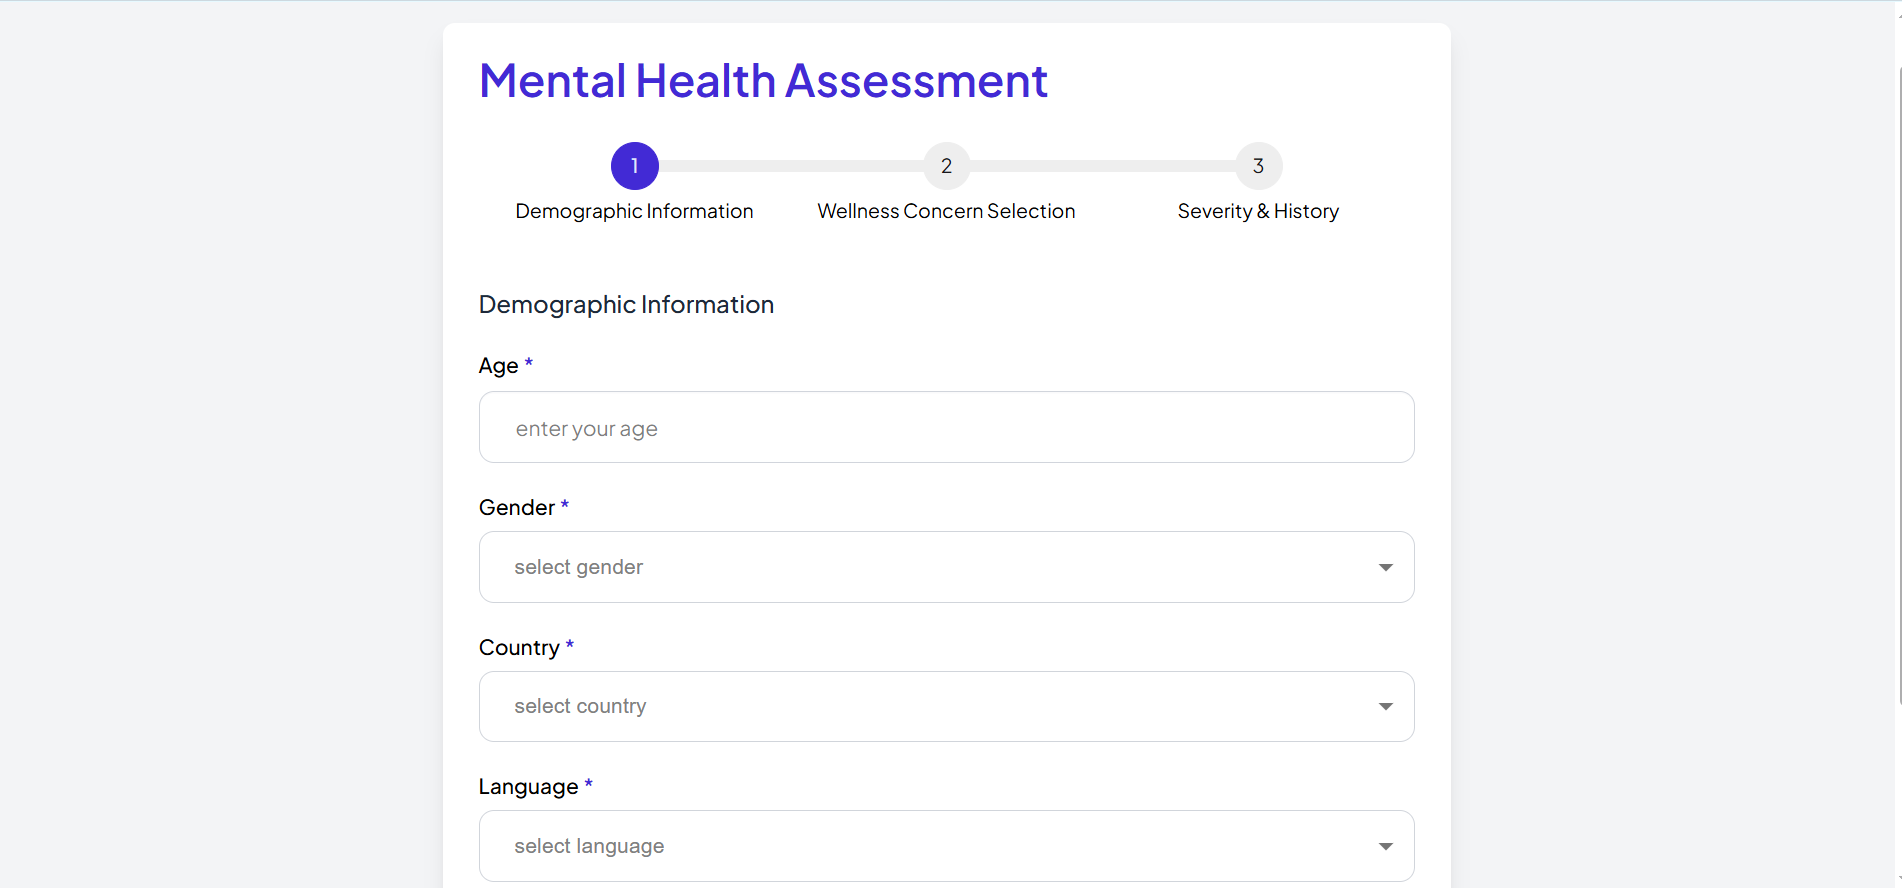 Mental Health Assessment
1
2
3
Demographic Information
Wellness Concern Selection
Severity & History
Demographic Information
Age *
enter your age
Gender *
select gender
Country *
select country
Language *
select language